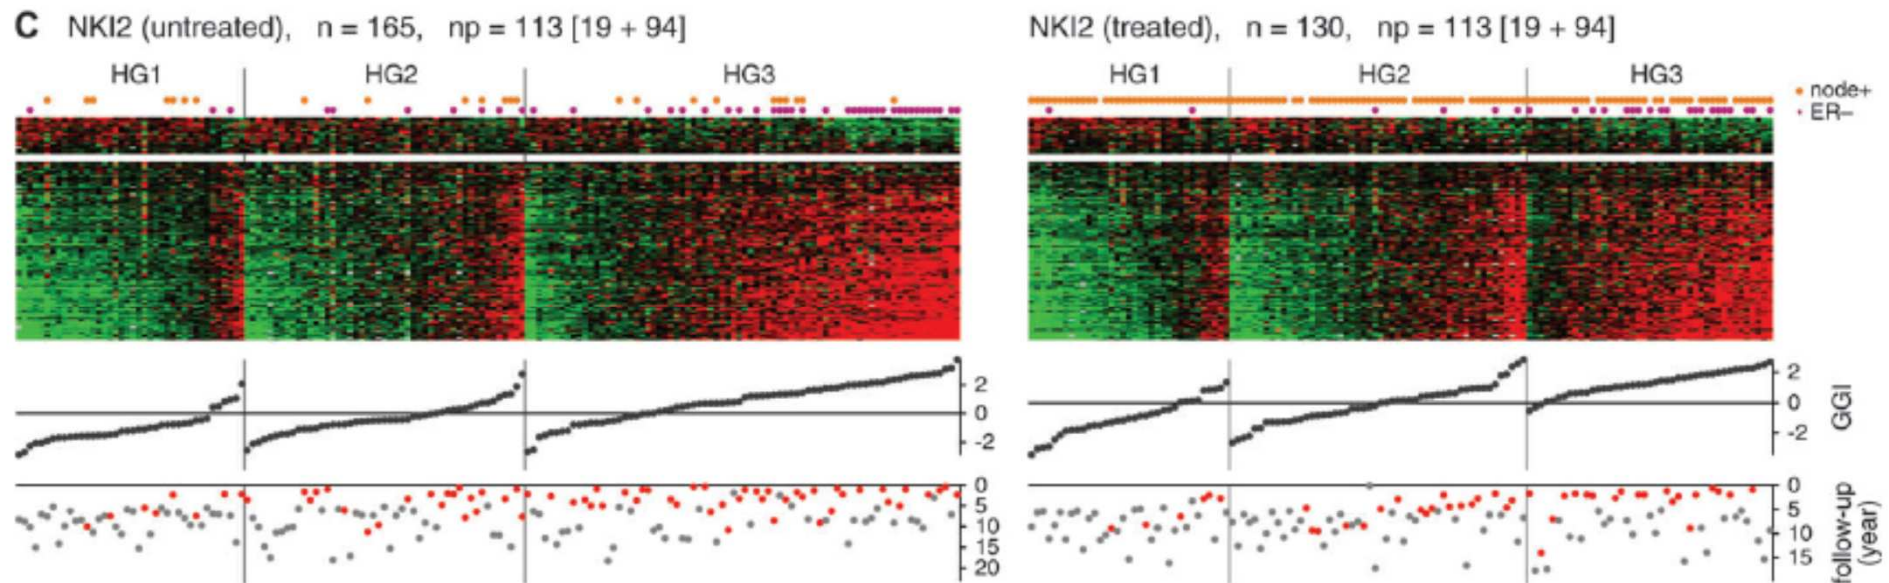 C NKI2 (untreated), n = 165, np = 113 [19 + 94]
HG1 HG2 HG3
2
0
-2
0
5
10
15
20
NKI2 (treated), n = 130, np = 113 [19 + 94]
HG1 HG2 HG3
node+
ER–
2
0
-2
GGI
0
5
10
15
follow-up
(year)